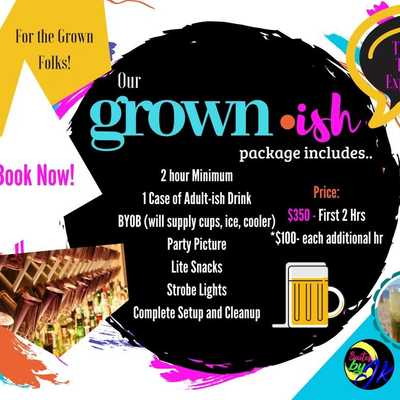 For the Grown
Folks!
Our
grown•ish
package includes..
Book Now!
2 hour Minimum
1 Case of Adult-ish Drink
BYOB (will supply cups, ice, cooler)
Party Picture
Lite Snacks
Strobe Lights
Complete Setup and Cleanup
Price:
$350 - First 2 Hrs
*$100- each additional hr
by